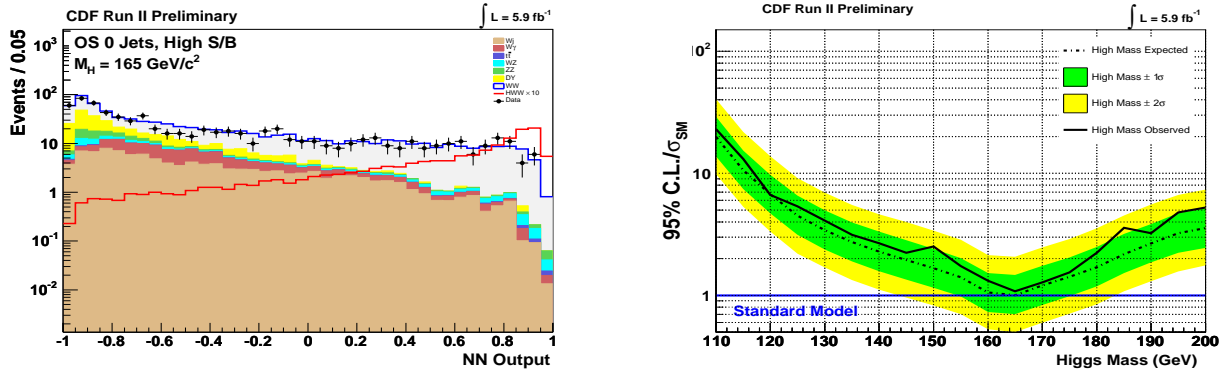 CDF Run II Preliminary
∫ L = 5.9 fb⁻¹
OS 0 Jets, High S/B
M_H = 165 GeV/c²
Wj
Wγ
tt̄
WZ
ZZ
DY
WW
HWW × 10
Data
Events / 0.05
10³
10²
10
1
10⁻¹
10⁻²
-1 -0.8 -0.6 -0.4 -0.2 0 0.2 0.4 0.6 0.8 1
NN Output
CDF Run II Preliminary
∫ L = 5.9 fb⁻¹
High Mass Expected
High Mass ± 1σ
High Mass ± 2σ
High Mass Observed
95% C.L./σ_SM
10²
10
1
Standard Model
110 120 130 140 150 160 170 180 190 200
Higgs Mass (GeV)